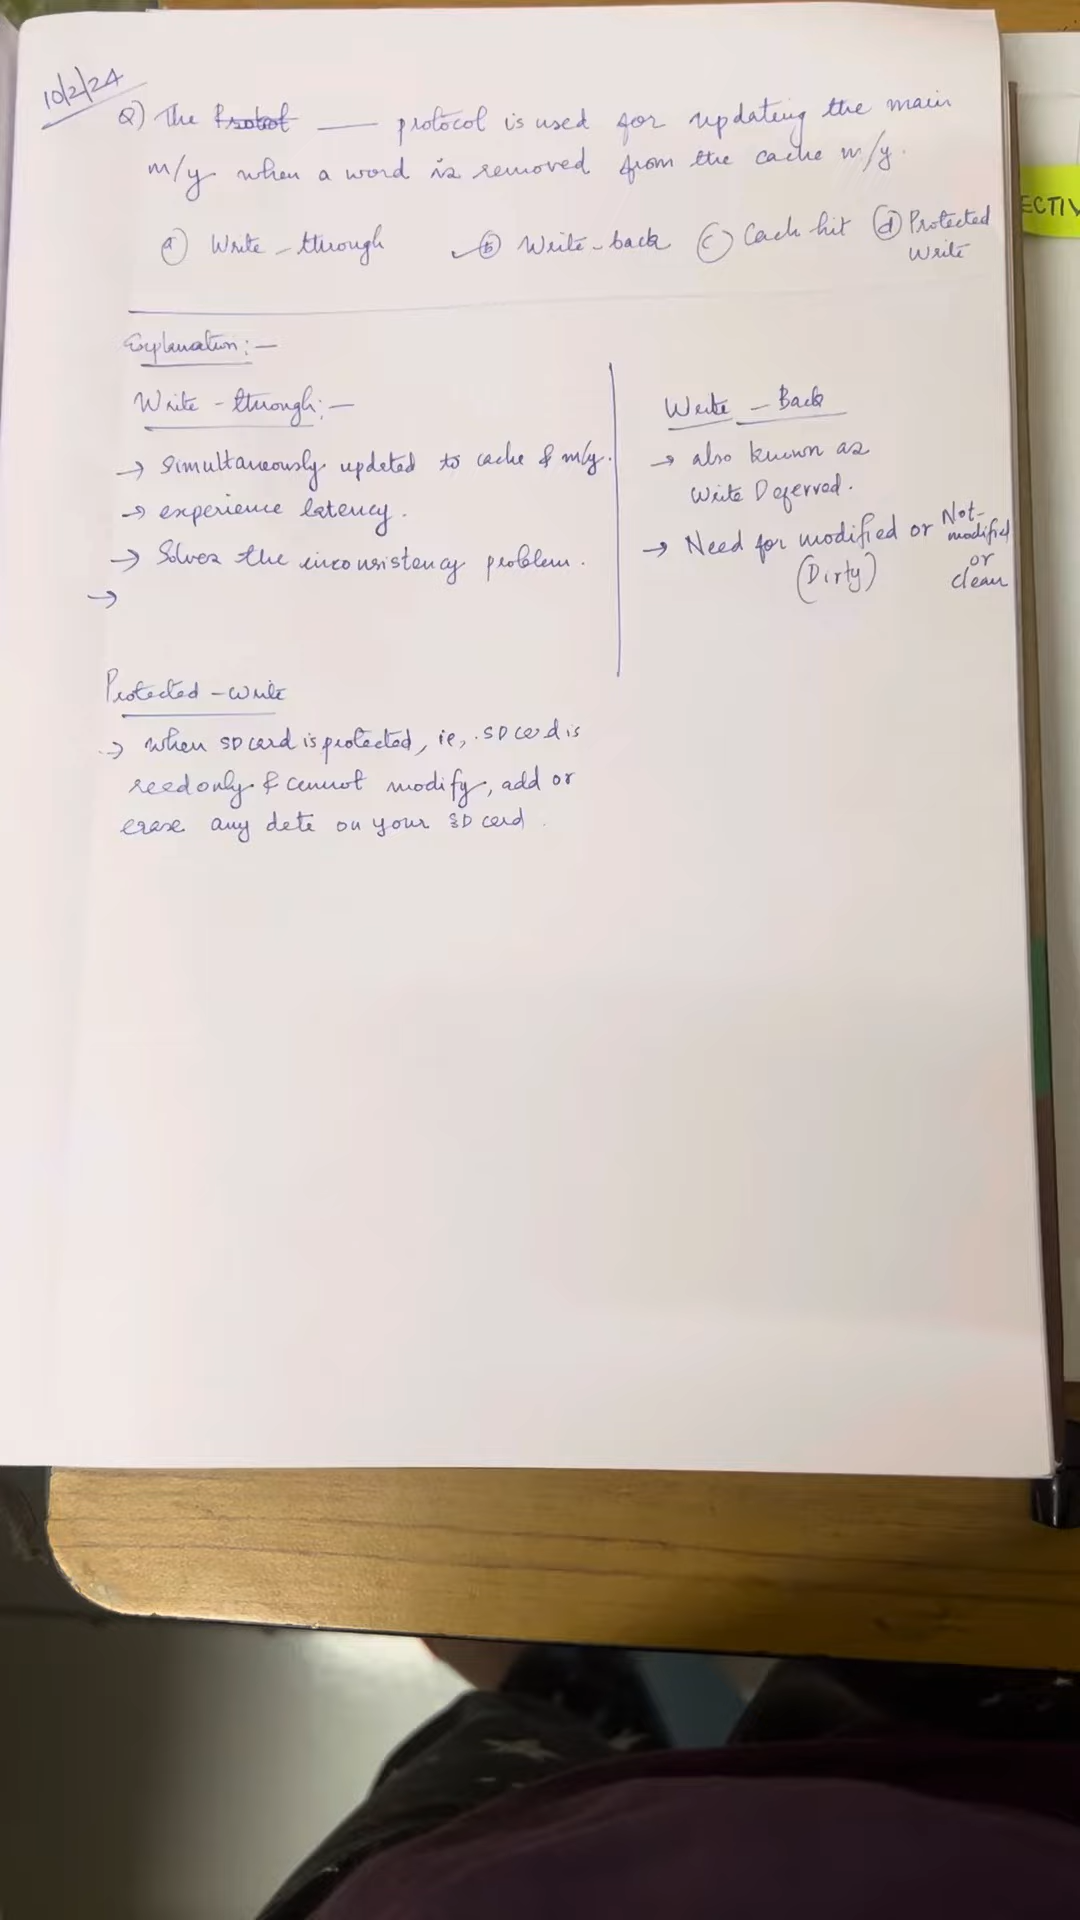 10/2/24
Q) The Protocol ___ protocol is used for updating the main
m/y when a word is removed from the cache m/y.
a) Write-through b) Write-back c) Cach hit d) Protected
Write
Explanation:-
Write-through:-
→ Simultaneously updated to cache & m/y.
→ experience latency.
→ Solves the inconsistency problem.
→
Write-Back
→ also known as
Write Deferred.
→ Need for modified or Not-
modified
(Dirty) or
clean
Protected-write
→ When SD card is protected, ie, SD card is
read only & cannot modify, add or
erase any data on your SD card.
ECTIV